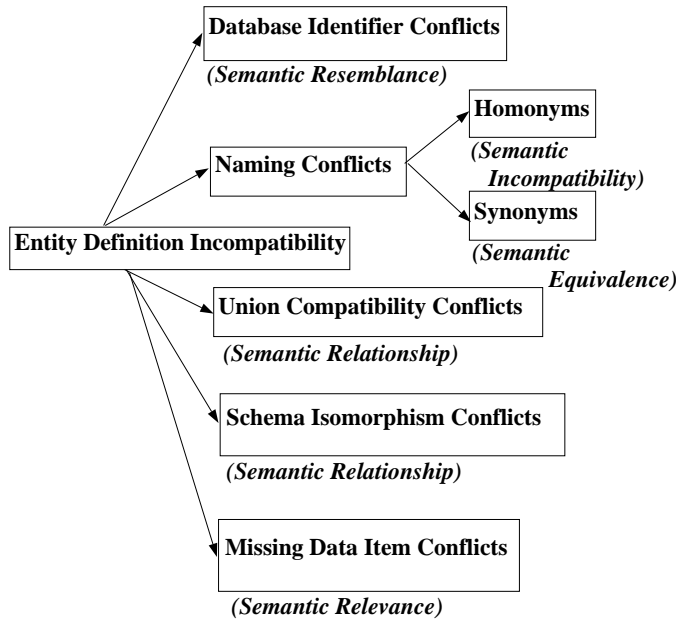 Database Identifier Conflicts
(Semantic Resemblance)
Homonyms
(Semantic
Incompatibility)
Naming Conflicts
Synonyms
(Semantic
Equivalence)
Entity Definition Incompatibility
Union Compatibility Conflicts
(Semantic Relationship)
Schema Isomorphism Conflicts
(Semantic Relationship)
Missing Data Item Conflicts
(Semantic Relevance)